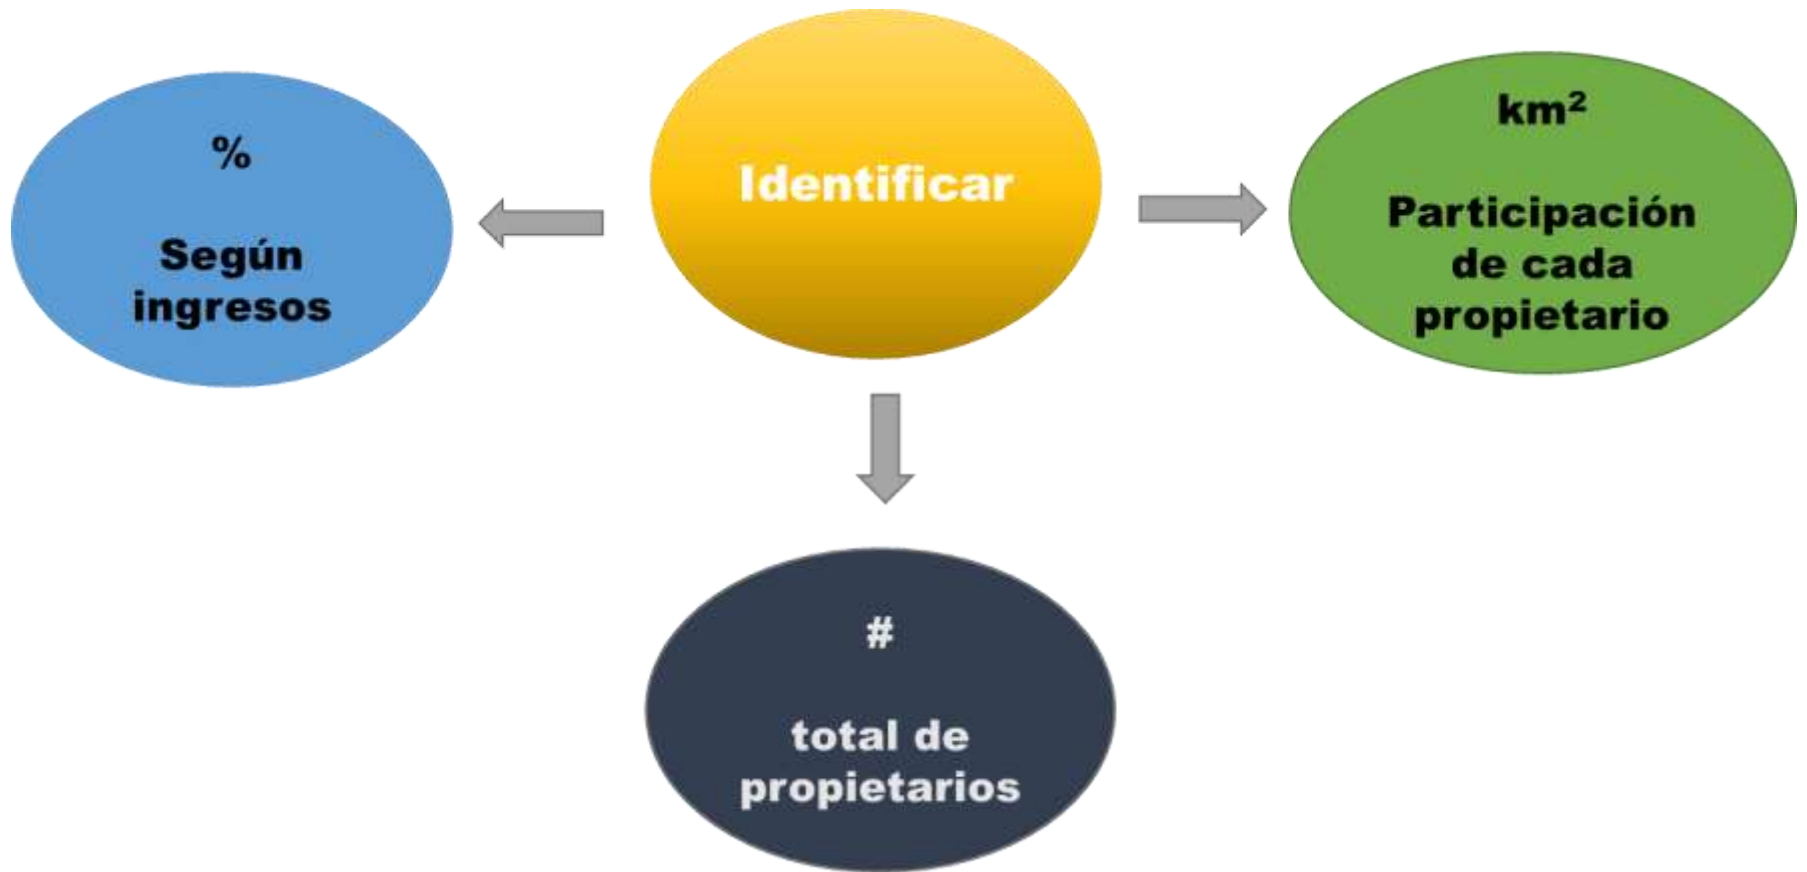 %
Según
ingresos
Identificar
km²
Participación
de cada
propietario
#
total de
propietarios